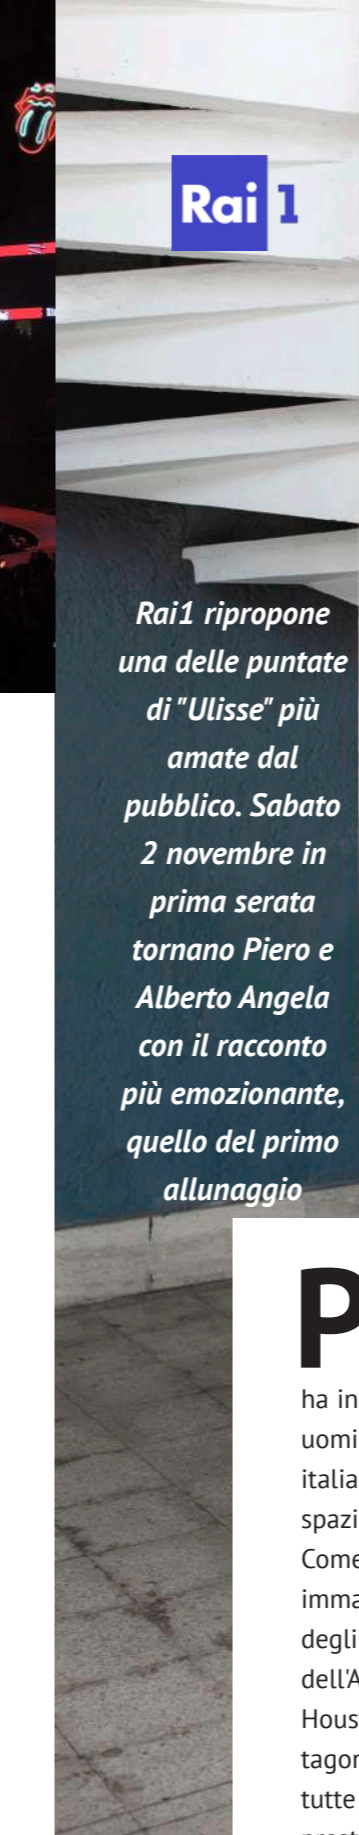 Rai 1
Rai1 ripropone
una delle puntate
di "Ulisse" più
amate dal
pubblico. Sabato
2 novembre in
prima serata
tornano Piero e
Alberto Angela
con il racconto
più emozionante,
quello del primo
allunaggio
P
ha in
uomi
italia
spazi
Come
imma
degli
dell'A
Hous
tagon
tutte